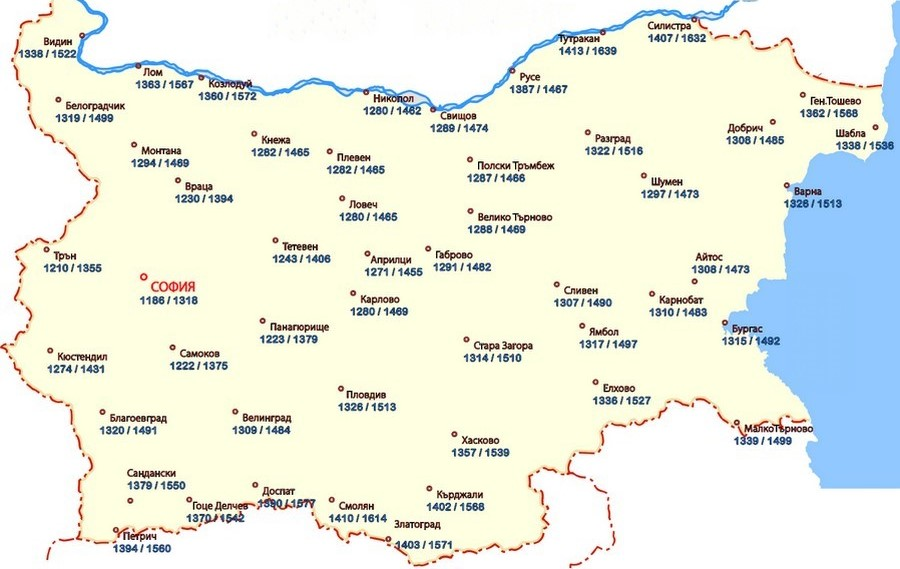 Силистра
1407 / 1632
Тутракан
1413 / 1639
Видин
1338 / 1522
Лом
1363 / 1567
Козлодуй
1360 / 1572
Русе
1387 / 1467
Никопол
1280 / 1462
Свищов
1289 / 1474
Белоградчик
1319 / 1499
Ген.Тошево
1362 / 1568
Добрич
1308 / 1485
Шабла
1338 / 1536
Кнежа
1282 / 1465
Разград
1322 / 1516
Монтана
1294 / 1469
Плевен
1282 / 1465
Полски Тръмбеж
1287 / 1466
Враца
1230 / 1394
Шумен
1297 / 1473
Варна
1326 / 1513
Ловеч
1280 / 1465
Велико Търново
1288 / 1469
Тетевен
1243 / 1406
Априлци
1271 / 1455
Габрово
1291 / 1482
Трън
1210 / 1355
Айтос
1308 / 1473
СОФИЯ
1186 / 1318
Карлово
1280 / 1469
Сливен
1307 / 1490
Карнобат
1310 / 1483
Панагюрище
1223 / 1379
Ямбол
1317 / 1497
Бургас
1315 / 1492
Кюстендил
1274 / 1431
Самоков
1222 / 1375
Стара Загора
1314 / 1510
Пловдив
1326 / 1513
Елхово
1336 / 1527
Благоевград
1320 / 1491
Велинград
1309 / 1484
МалкоТърново
1339 / 1499
Хасково
1357 / 1539
Сандански
1379 / 1550
Гоце Делчев
1370 / 1542
Доспат
1390 / 1577
Смолян
1410 / 1614
Кърджали
1402 / 1568
Петрич
1394 / 1560
Златоград
1403 / 1571